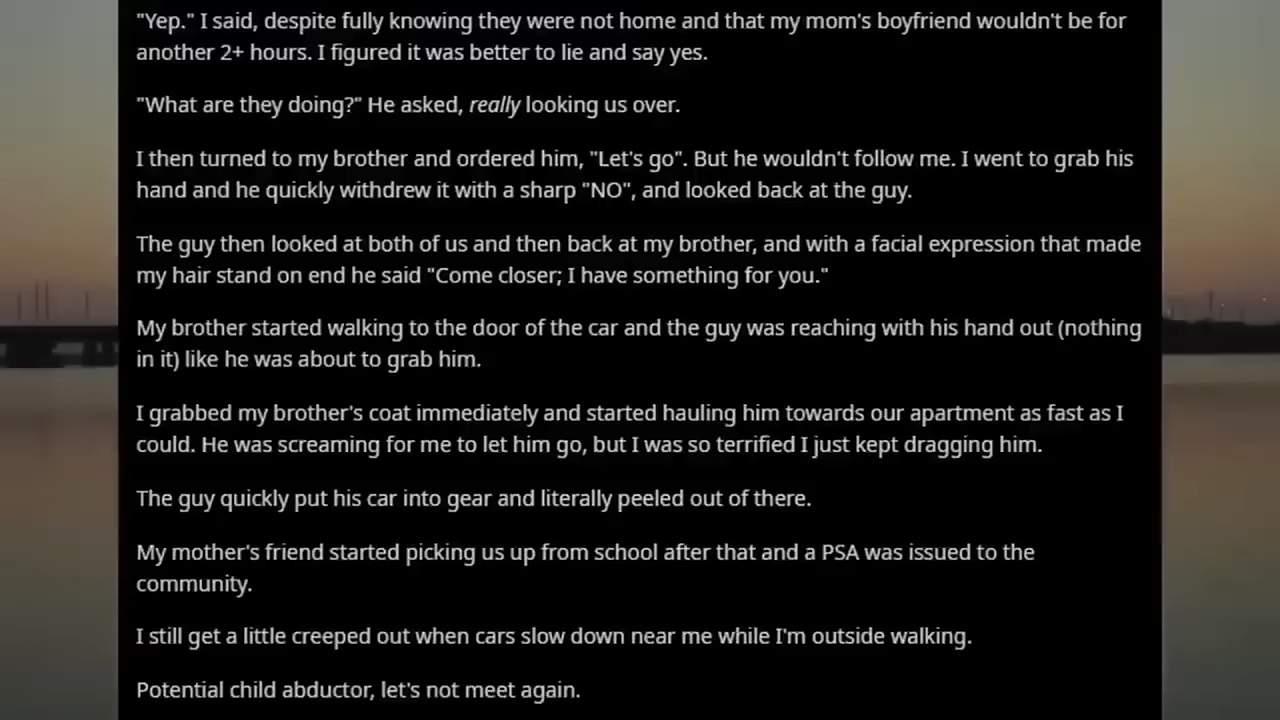 "Yep." I said, despite fully knowing they were not home and that my mom's boyfriend wouldn't be for
another 2+ hours. I figured it was better to lie and say yes.
"What are they doing?" He asked, really looking us over.
I then turned to my brother and ordered him, "Let's go". But he wouldn't follow me. I went to grab his
hand and he quickly withdrew it with a sharp "NO", and looked back at the guy.
The guy then looked at both of us and then back at my brother, and with a facial expression that made
my hair stand on end he said "Come closer; I have something for you."
My brother started walking to the door of the car and the guy was reaching with his hand out (nothing
in it) like he was about to grab him.
I grabbed my brother's coat immediately and started hauling him towards our apartment as fast as I
could. He was screaming for me to let him go, but I was so terrified I just kept dragging him.
The guy quickly put his car into gear and literally peeled out of there.
My mother's friend started picking us up from school after that and a PSA was issued to the
community.
I still get a little creeped out when cars slow down near me while I'm outside walking.
Potential child abductor, let's not meet again.